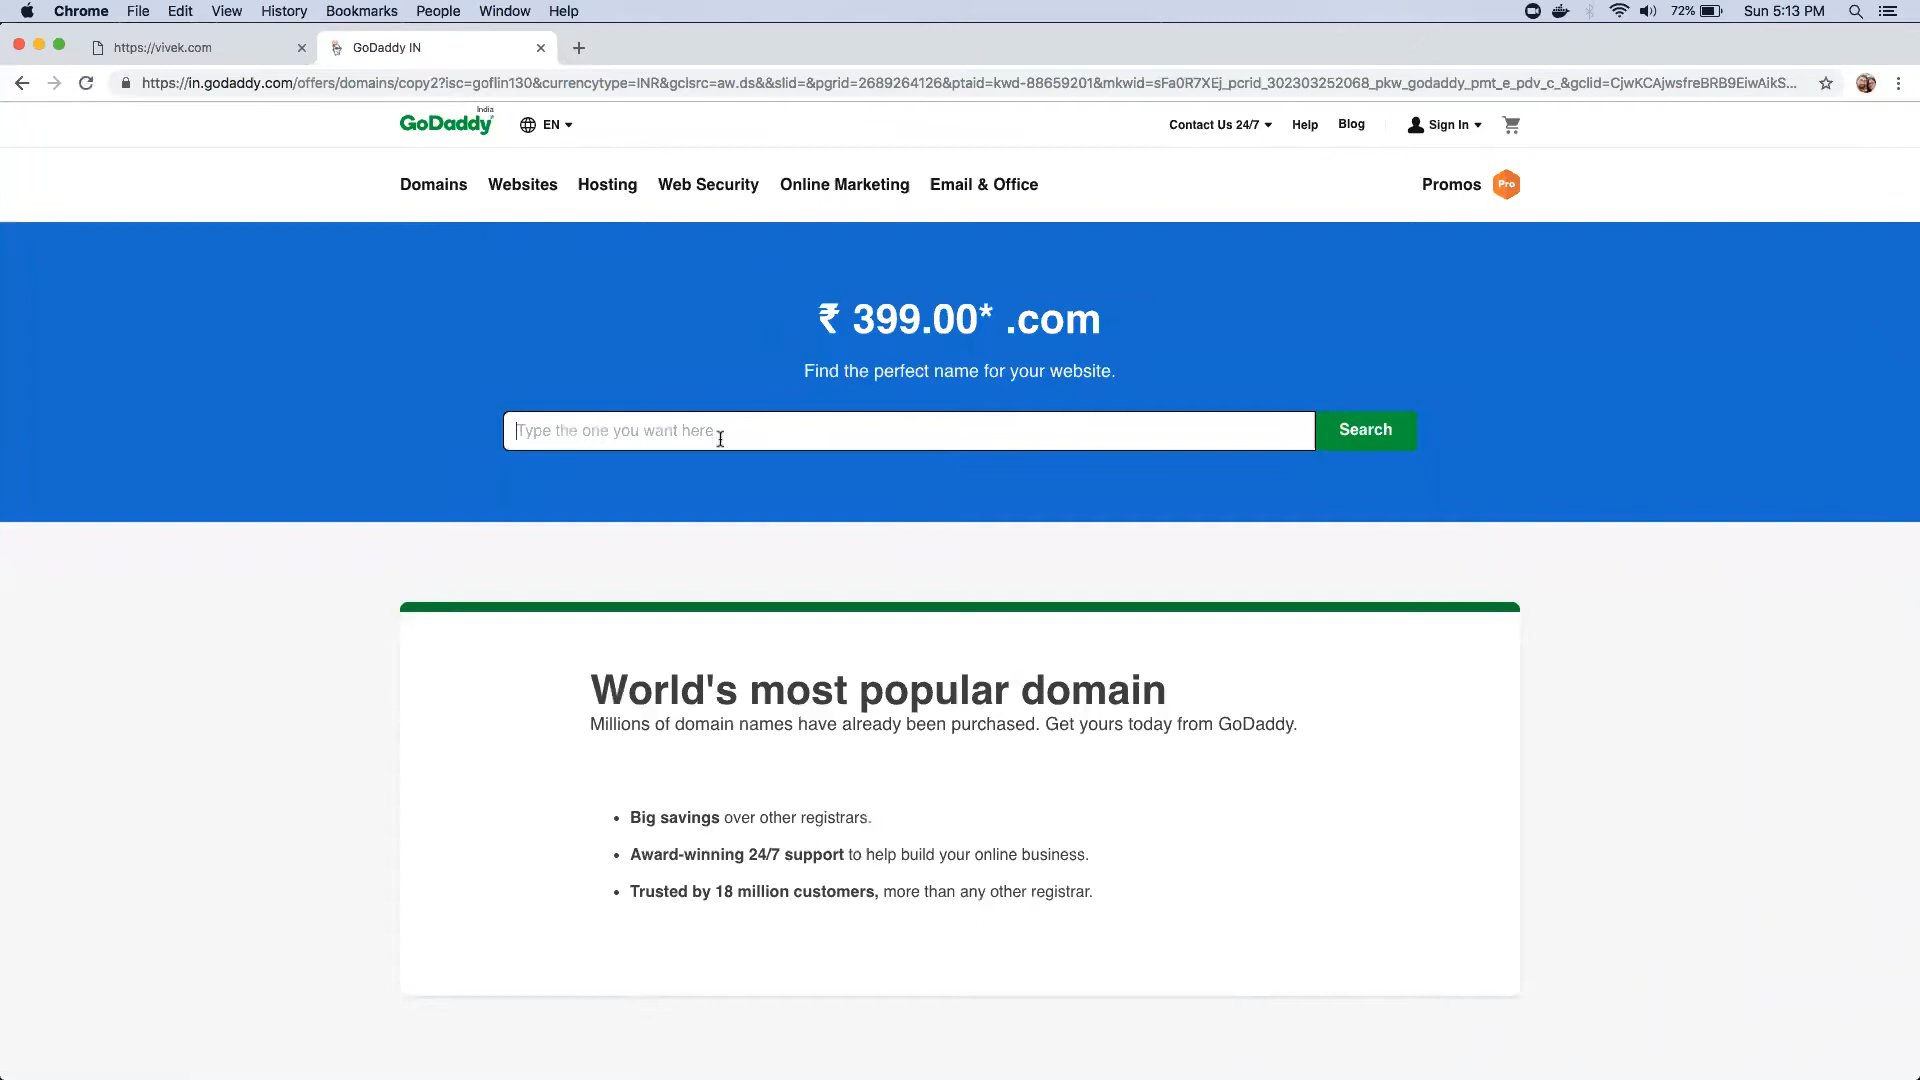 Chrome File Edit View History Bookmarks People Window Help 72% Sun 5:13 PM
https://vivek.com GoDaddy IN
https://in.godaddy.com/offers/domains/copy2?isc=goflin130&currencytype=INR&gclsrc=aw.ds&&slid=&pgrid=2689264126&ptaid=kwd-88659201&mkwid=sFa0R7XEj_pcrid_302303252068_pkw_godaddy_pmt_e_pdv_c_&gclid=CjwKCAjwsfreBRB9EiwAikS...
India
GoDaddy EN Contact Us 24/7 Help Blog Sign In
Domains Websites Hosting Web Security Online Marketing Email & Office Promos Pro
₹ 399.00* .com
Find the perfect name for your website.
Type the one you want here Search
World's most popular domain
Millions of domain names have already been purchased. Get yours today from GoDaddy.
• Big savings over other registrars.
• Award-winning 24/7 support to help build your online business.
• Trusted by 18 million customers, more than any other registrar.